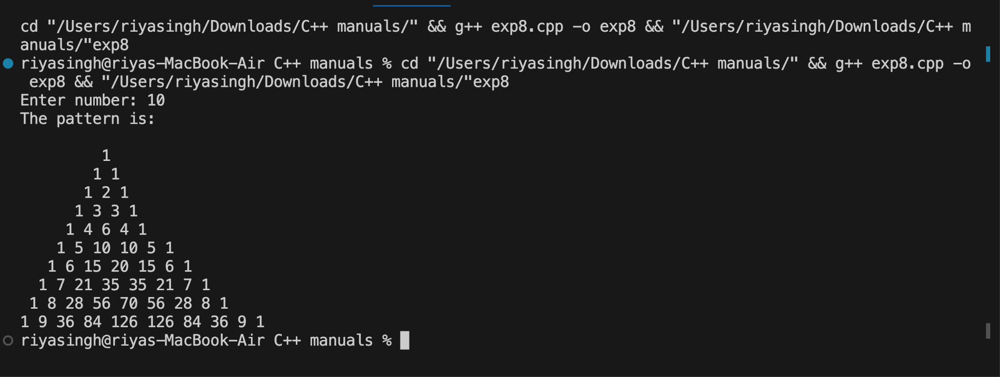 cd "/Users/riyasingh/Downloads/C++ manuals/" && g++ exp8.cpp -o exp8 && "/Users/riyasingh/Downloads/C++ m
anuals/"exp8
riyasingh@riyas-MacBook-Air C++ manuals % cd "/Users/riyasingh/Downloads/C++ manuals/" && g++ exp8.cpp -o
 exp8 && "/Users/riyasingh/Downloads/C++ manuals/"exp8
Enter number: 10
The pattern is:

         1
        1 1
       1 2 1
      1 3 3 1
     1 4 6 4 1
    1 5 10 10 5 1
   1 6 15 20 15 6 1
  1 7 21 35 35 21 7 1
 1 8 28 56 70 56 28 8 1
1 9 36 84 126 126 84 36 9 1
riyasingh@riyas-MacBook-Air C++ manuals %